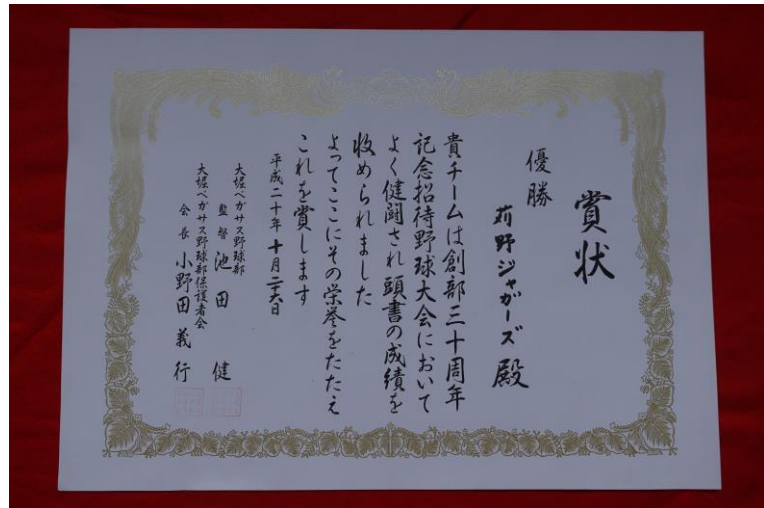 賞状
優勝
苅野ジャガーズ殿
貴チームは創部三十周年
記念招待野球大会において
よく健闘され頭書の成績を
収められました
よってここにその栄誉をたたえ
これを賞します
平成二十年十月二十六日
大堀ペガサス野球部
監督 池田 健
大堀ペガサス野球部保護者会
会長 小野田義行